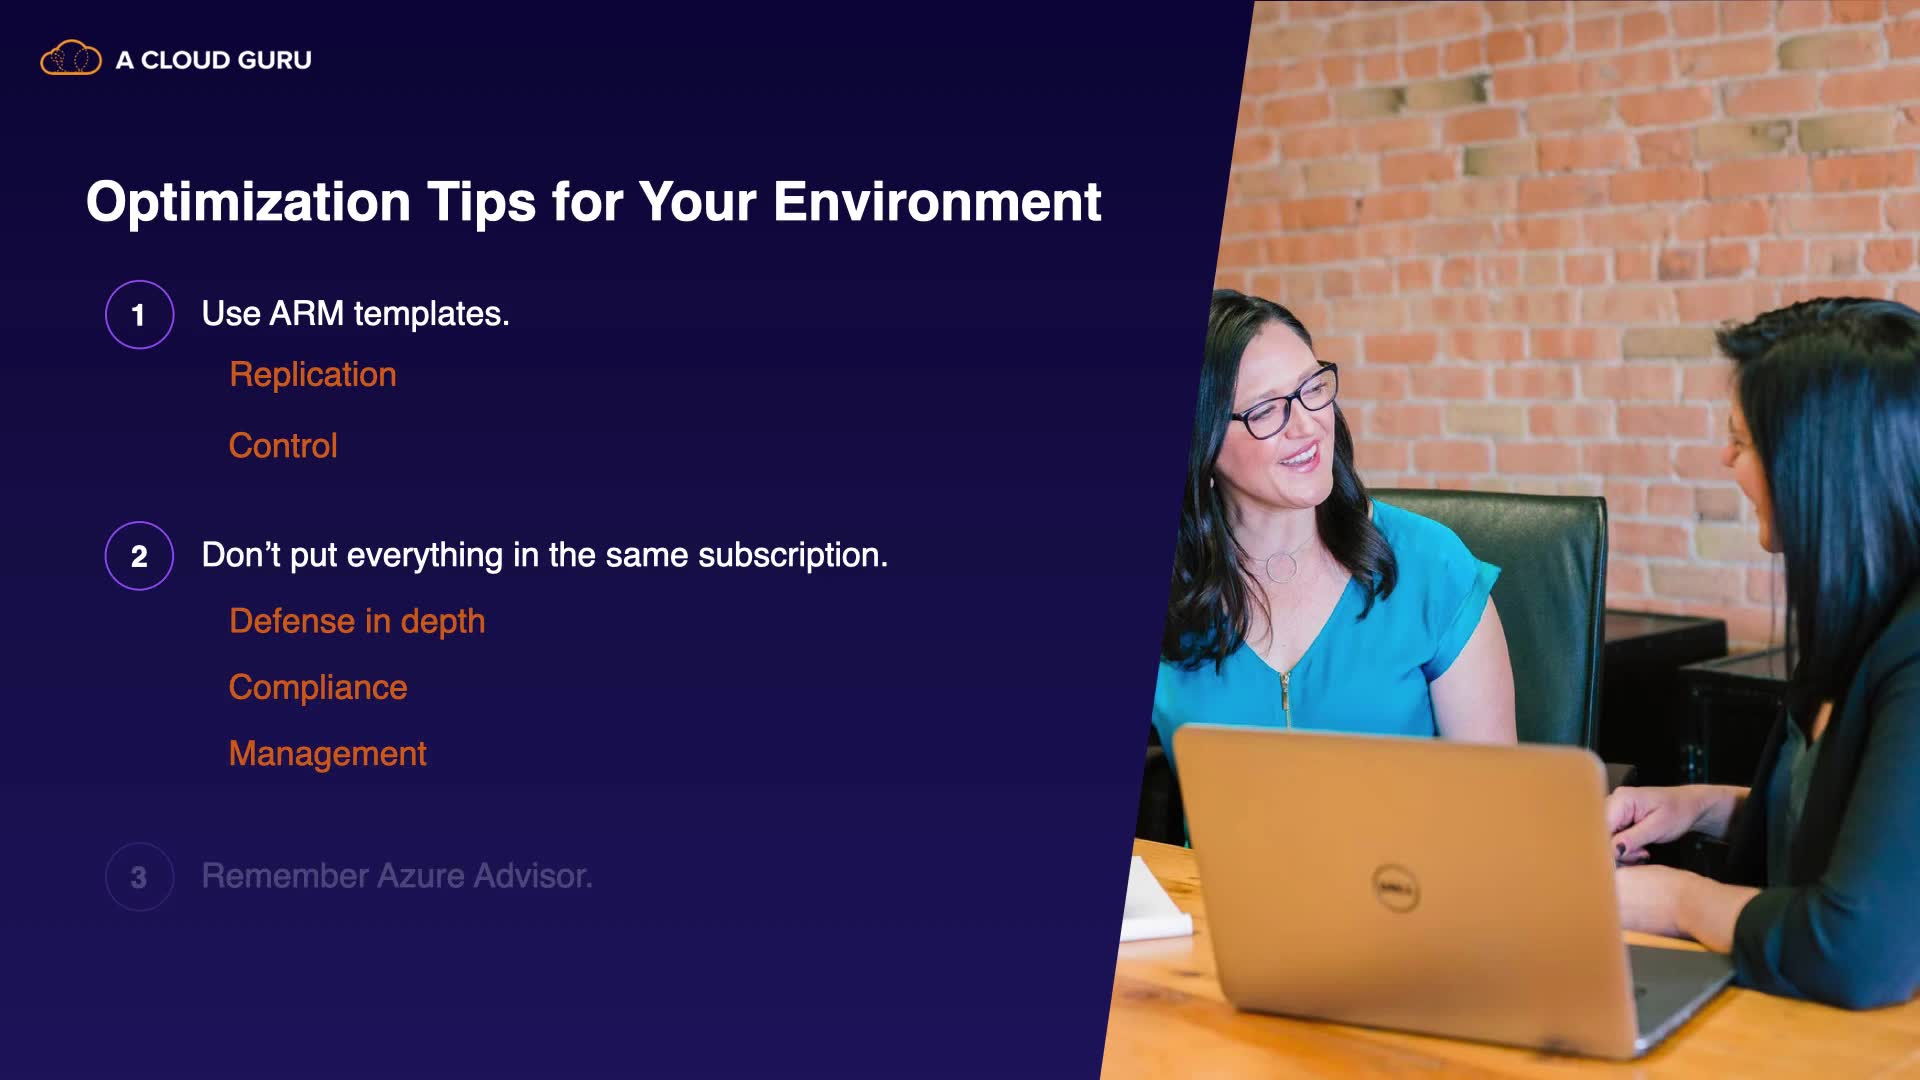 A CLOUD GURU
Optimization Tips for Your Environment
1 Use ARM templates.
Replication
Control
2 Don’t put everything in the same subscription.
Defense in depth
Compliance
Management
3 Remember Azure Advisor.
DELL